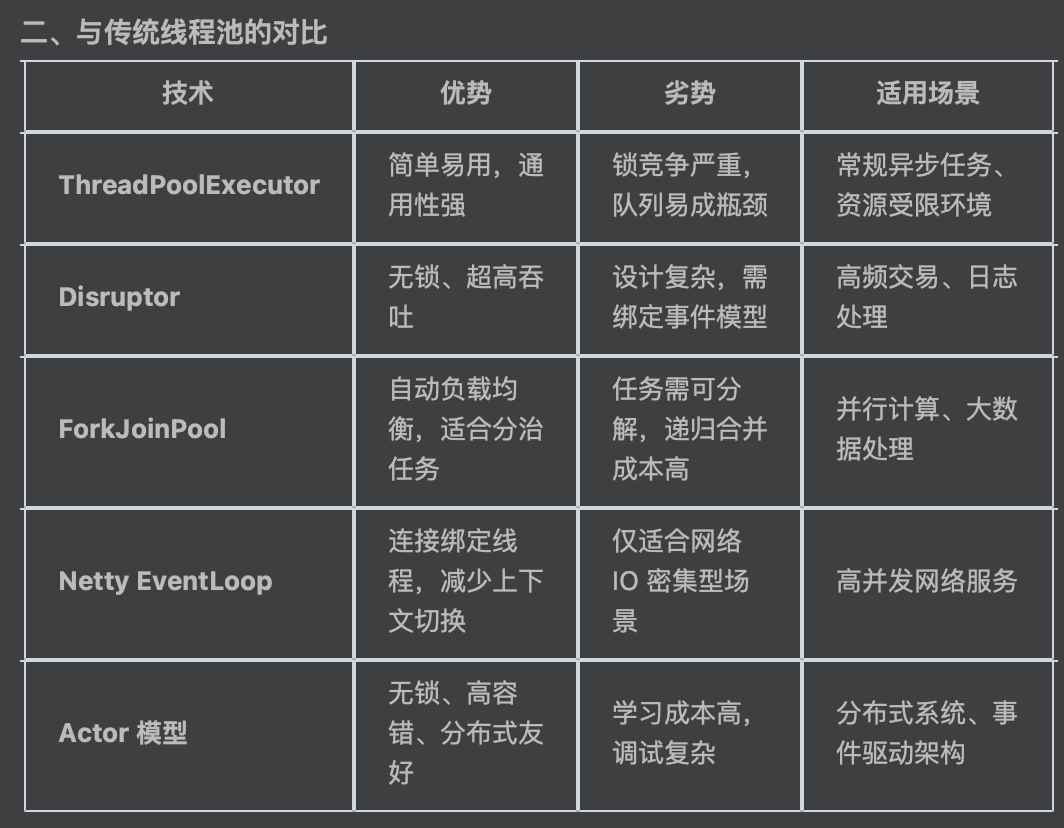 二、与传统线程池的对比
技术
优势
劣势
适用场景
ThreadPoolExecutor
简单易用，通
用性强
锁竞争严重，
队列易成瓶颈
常规异步任务、
资源受限环境
Disruptor
无锁、超高吞
吐
设计复杂，需
绑定事件模型
高频交易、日志
处理
ForkJoinPool
自动负载均
衡，适合分治
任务
任务需可分
解，递归合并
成本高
并行计算、大数
据处理
Netty EventLoop
连接绑定线
程，减少上下
文切换
仅适合网络
IO 密集型场
景
高并发网络服务
Actor 模型
无锁、高容
错、分布式友
好
学习成本高，
调试复杂
分布式系统、事
件驱动架构